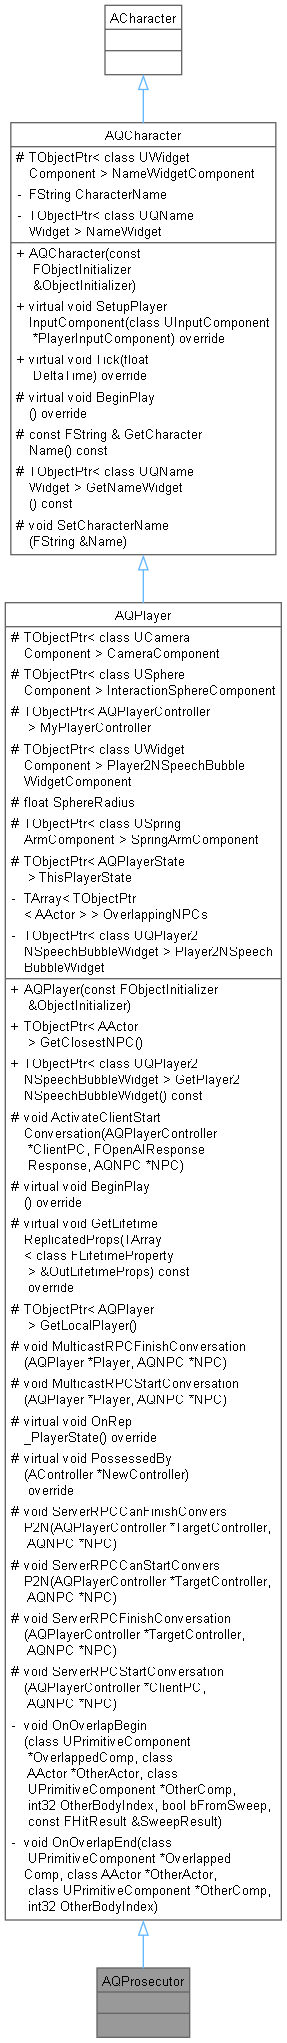 ACharacter
AQCharacter
# TObjectPtr< class UWidget
Component > NameWidgetComponent
- FString CharacterName
- TObjectPtr< class UQName
Widget > NameWidget
+ AQCharacter(const
FObjectInitializer
&ObjectInitializer)
+ virtual void SetupPlayer
InputComponent(class UInputComponent
*PlayerInputComponent) override
+ virtual void Tick(float
DeltaTime) override
# virtual void BeginPlay
() override
# const FString & GetCharacter
Name() const
# TObjectPtr< class UQName
Widget > GetNameWidget
() const
# void SetCharacterName
(FString &Name)
AQPlayer
# TObjectPtr< class UCamera
Component > CameraComponent
# TObjectPtr< class USphere
Component > InteractionSphereComponent
# TObjectPtr< AQPlayerController
> MyPlayerController
# TObjectPtr< class UWidget
Component > Player2NSpeechBubble
WidgetComponent
# float SphereRadius
# TObjectPtr< class USpring
ArmComponent > SpringArmComponent
# TObjectPtr< AQPlayerState
> ThisPlayerState
- TArray< TObjectPtr
< AActor > > OverlappingNPCs
- TObjectPtr< class UQPlayer2
NSpeechBubbleWidget > Player2NSpeech
BubbleWidget
+ AQPlayer(const FObjectInitializer
&ObjectInitializer)
+ TObjectPtr< AActor
> GetClosestNPC()
+ TObjectPtr< class UQPlayer2
NSpeechBubbleWidget > GetPlayer2
NSpeechBubbleWidget() const
# void ActivateClientStart
Conversation(AQPlayerController
*ClientPC, FOpenAIResponse
Response, AQNPC *NPC)
# virtual void BeginPlay
() override
# virtual void GetLifetime
ReplicatedProps(TArray
< class FLifetimeProperty
> &OutLifetimeProps) const
override
# TObjectPtr< AQPlayer
> GetLocalPlayer()
# void MulticastRPCFinishConversation
(AQPlayer *Player, AQNPC *NPC)
# void MulticastRPCStartConversation
(AQPlayer *Player, AQNPC *NPC)
# virtual void OnRep
_PlayerState() override
# virtual void PossessedBy
(AController *NewController)
override
# void ServerRPCCanFinishConvers
P2N(AQPlayerController *TargetController,
AQNPC *NPC)
# void ServerRPCCanStartConvers
P2N(AQPlayerController *TargetController,
AQNPC *NPC)
# void ServerRPCFinishConversation
(AQPlayerController *TargetController,
AQNPC *NPC)
# void ServerRPCStartConversation
(AQPlayerController *ClientPC,
AQNPC *NPC)
- void OnOverlapBegin
(class UPrimitiveComponent
*OverlappedComp, class
AActor *OtherActor, class
UPrimitiveComponent *OtherComp,
int32 OtherBodyIndex, bool bFromSweep,
const FHitResult &SweepResult)
- void OnOverlapEnd(class
UPrimitiveComponent *Overlapped
Comp, class AActor *OtherActor,
class UPrimitiveComponent *OtherComp,
int32 OtherBodyIndex)
AQProsecutor